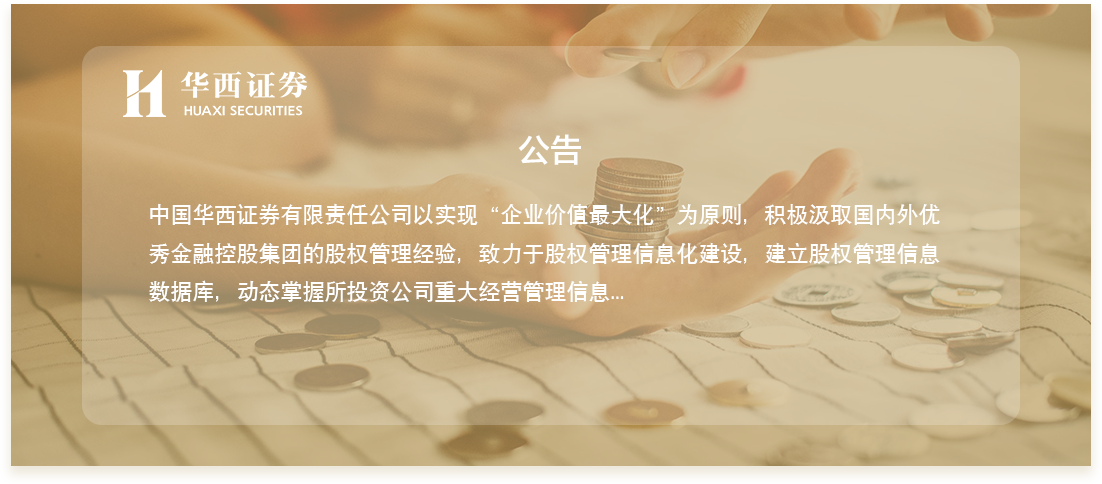 华西证券
HUAXI SECURITIES
公告
中国华西证券有限责任公司以实现“企业价值最大化”为原则，积极汲取国内外优
秀金融控股集团的股权管理经验，致力于股权管理信息化建设，建立股权管理信息
数据库，动态掌握所投资公司重大经营管理信息...